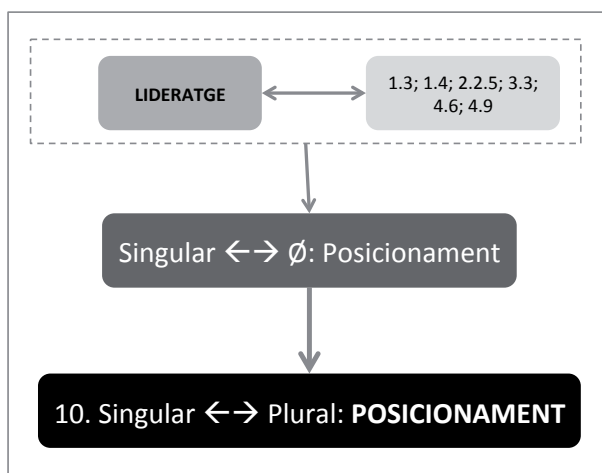 LIDERATGE
1.3; 1.4; 2.2.5; 3.3;
4.6; 4.9
Singular ←→ Ø: Posicionament
10. Singular ←→ Plural: POSICIONAMENT